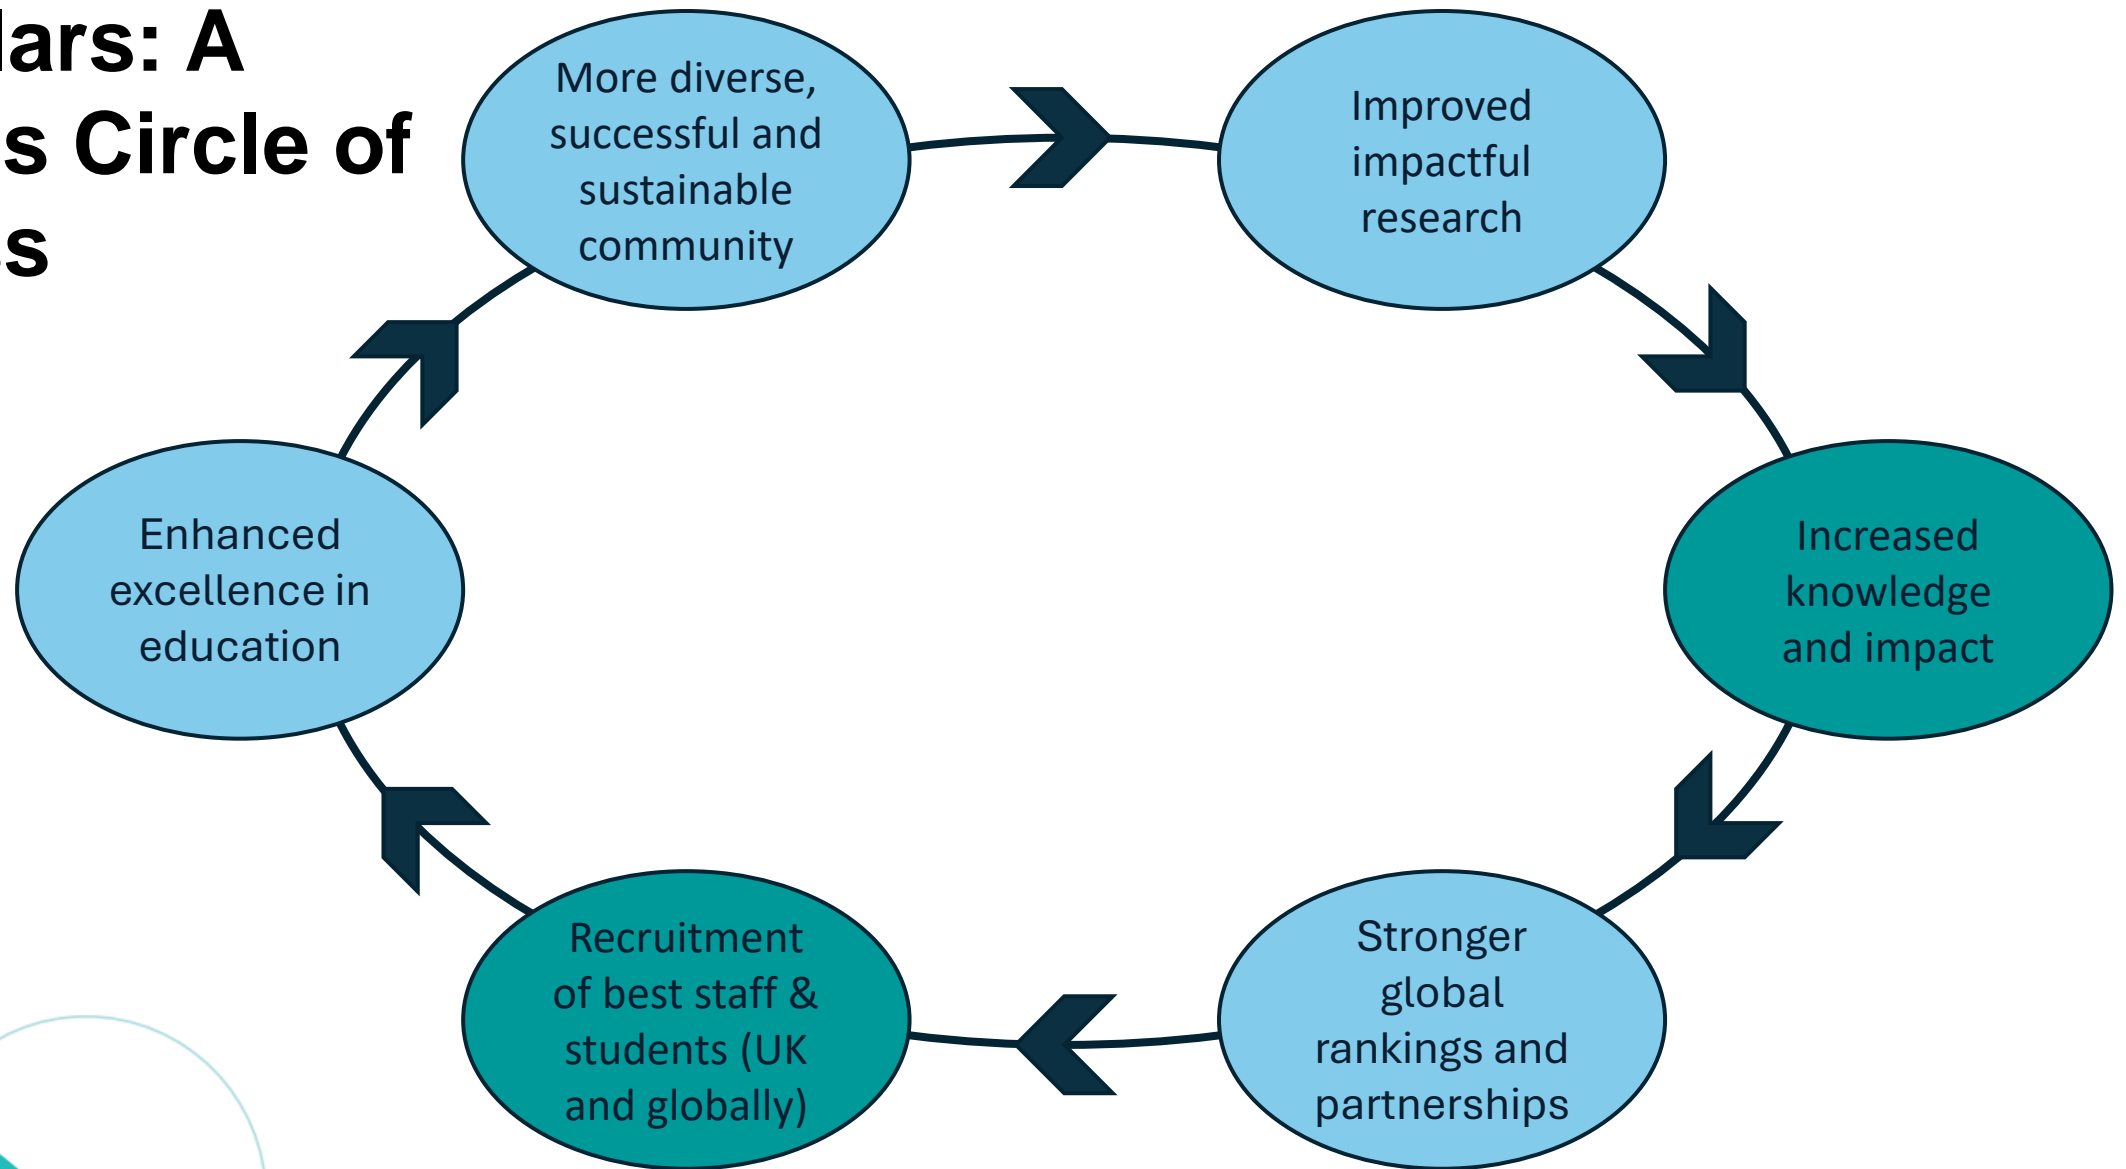 lars: A
s Circle of
ss
More diverse,
successful and
sustainable
community
Improved
impactful
research
Increased
knowledge
and impact
Stronger
global
rankings and
partnerships
Recruitment
of best staff &
students (UK
and globally)
Enhanced
excellence in
education